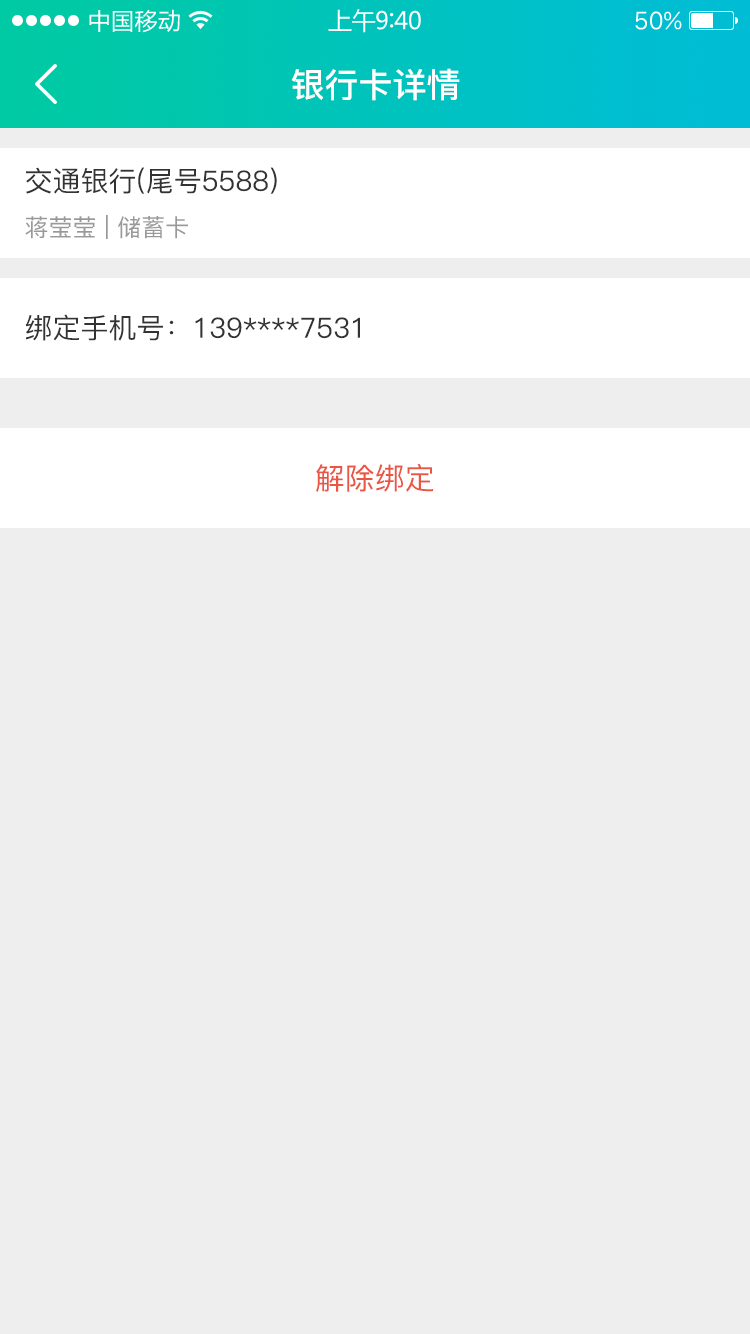 中国移动 上午9:40 50%
银行卡详情
交通银行(尾号5588)
蒋莹莹 | 储蓄卡
绑定手机号：139****7531
解除绑定